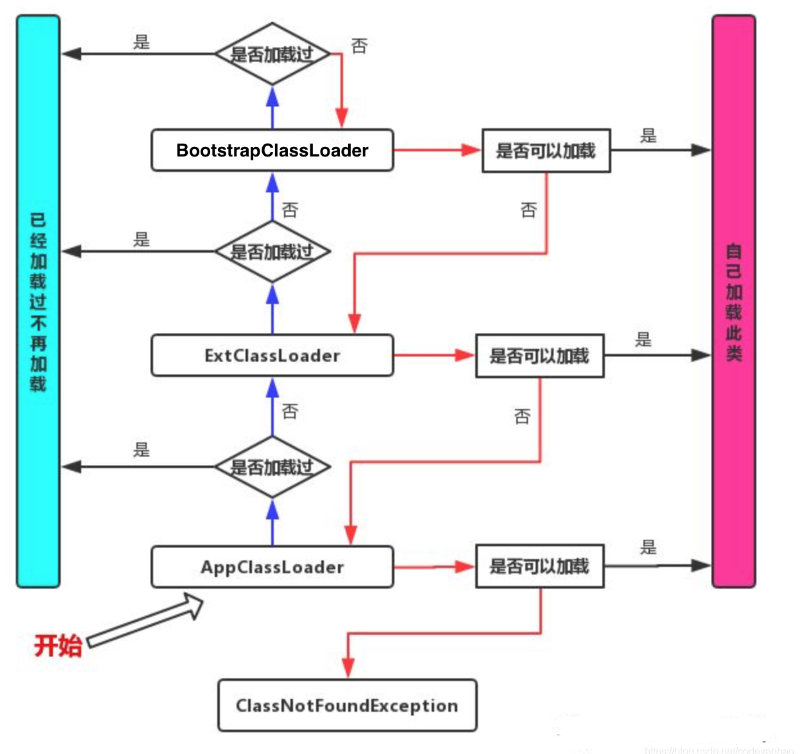 是
是否加载过
否
BootstrapClassLoader
是否可以加载
是
否
否
是
是否加载过
已经加载过不再加载
自己加载此类
ExtClassLoader
是否可以加载
是
否
否
是
是否加载过
AppClassLoader
是否可以加载
是
开始
ClassNotFoundException